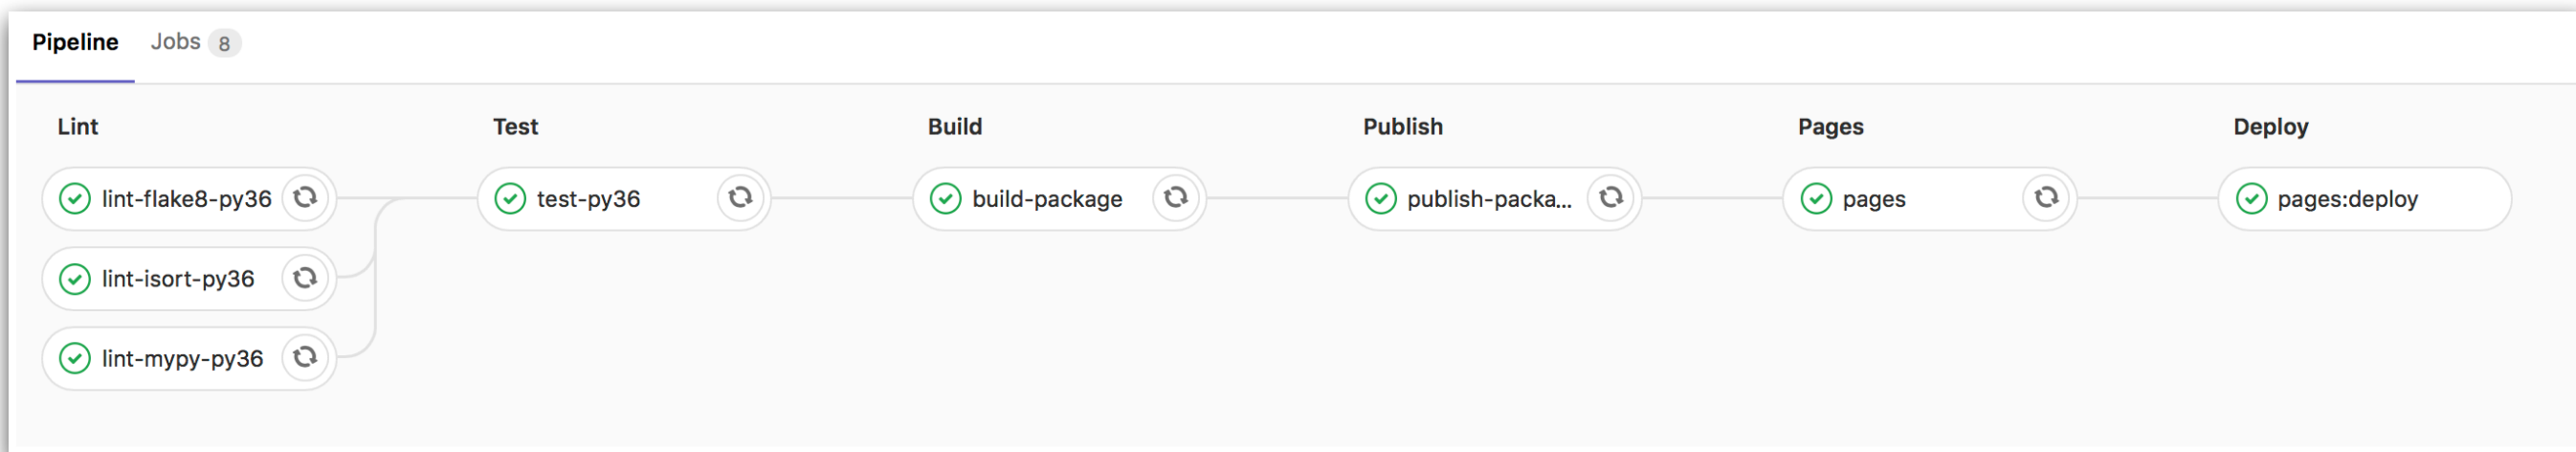 Pipeline Jobs 8
Lint Test Build Publish Pages Deploy
lint-flake8-py36 test-py36 build-package publish-packa... pages pages:deploy
lint-isort-py36
lint-mypy-py36